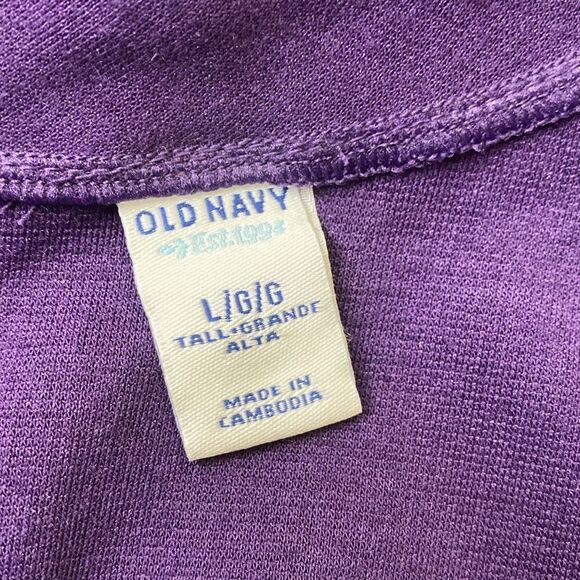 OLD NAVY
Est.1994
L/G/G
TALL•GRANDE
ALTA
MADE IN
CAMBODIA